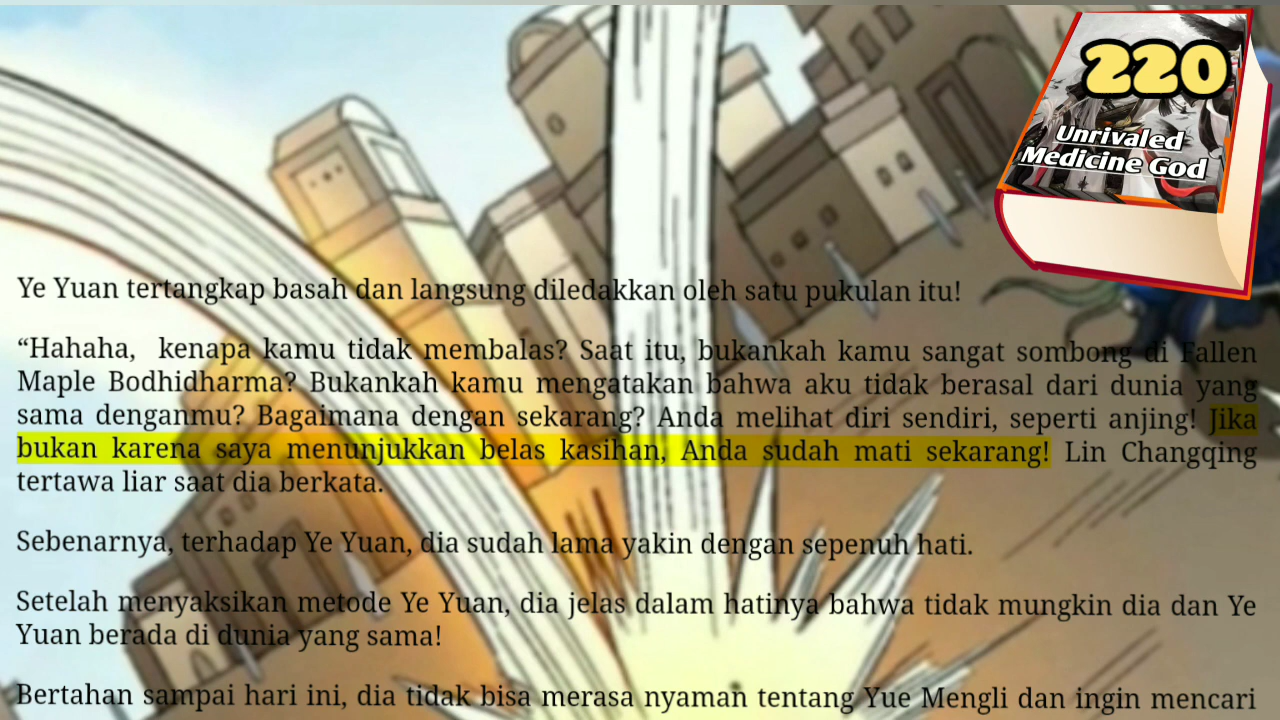 220
Unrivaled
Medicine God
Ye Yuan tertangkap basah dan langsung diledakkan oleh satu pukulan itu!
“Hahaha, kenapa kamu tidak membalas? Saat itu, bukankah kamu sangat sombong di Fallen
Maple Bodhidharma? Bukankah kamu mengatakan bahwa aku tidak berasal dari dunia yang
sama denganmu? Bagaimana dengan sekarang? Anda melihat diri sendiri, seperti anjing! Jika
bukan karena saya menunjukkan belas kasihan, Anda sudah mati sekarang! Lin Changqing
tertawa liar saat dia berkata.
Sebenarnya, terhadap Ye Yuan, dia sudah lama yakin dengan sepenuh hati.
Setelah menyaksikan metode Ye Yuan, dia jelas dalam hatinya bahwa tidak mungkin dia dan Ye
Yuan berada di dunia yang sama!
Bertahan sampai hari ini, dia tidak bisa merasa nyaman tentang Yue Mengli dan ingin mencari